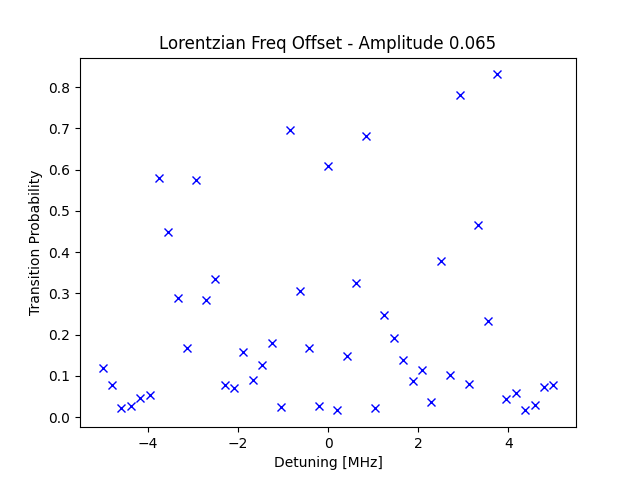 Lorentzian Freq Offset - Amplitude 0.065
0.8
0.7
0.6
0.5
0.4
0.3
0.2
0.1
0.0
Transition Probability
−4 −2 0 2 4
Detuning [MHz]